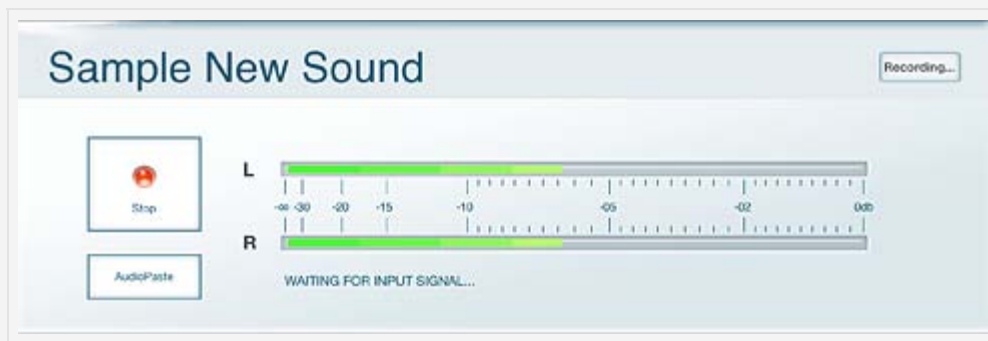 Sample New Sound
Recording...
Stop
AudioPaste
L
-∞ -30 -20 -15 -10 -05 -02 0db
R
WAITING FOR INPUT SIGNAL...